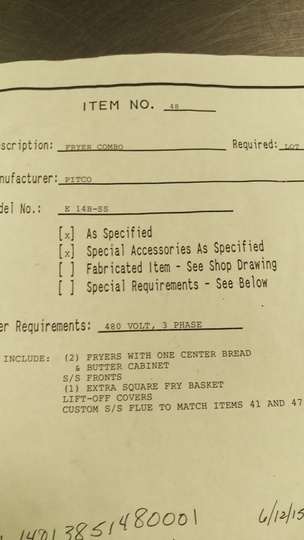 ITEM NO. 48
scription: FRYER COMBO Required: LOT
nufacturer: PITCO
del No.: E 14B-SS
[x] As Specified
[x] Special Accessories As Specified
[ ] Fabricated Item - See Shop Drawing
[ ] Special Requirements - See Below
er Requirements: 480 VOLT, 3 PHASE
INCLUDE: (2) FRYERS WITH ONE CENTER BREAD
& BUTTER CABINET
S/S FRONTS
(1) EXTRA SQUARE FRY BASKET
LIFT-OFF COVERS
CUSTOM S/S FLUE TO MATCH ITEMS 41 AND 47
6/12/15